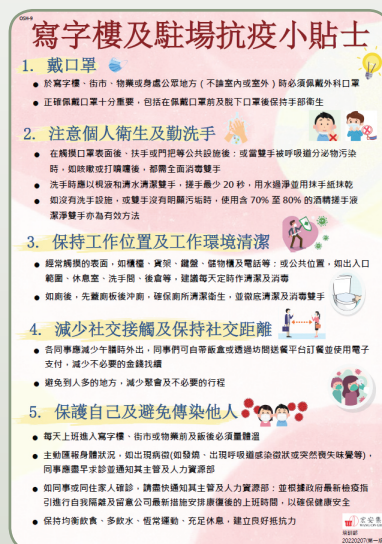 OSH-9
寫字樓及駐場抗疫小貼士
1. 戴口罩
● 於寫字樓、街市、物業或身處公眾地方（不論室內或室外）時必須佩戴外科口罩
● 正確佩戴口罩十分重要，包括在佩戴口罩前及脫下口罩後保持手部衛生
2. 注意個人衛生及勤洗手
● 在觸摸口罩表面後、扶手或門把等公共設施後；或當雙手被呼吸道分泌物污染
時，如咳嗽或打噴嚏後，都需全面消毒雙手
● 洗手時應以梘液和清水清潔雙手，搓手最少 20 秒，用水過淨並用抹手紙抹乾
● 如沒有洗手設施，或雙手沒有明顯污垢時，使用含 70% 至 80% 的酒精搓手液
潔淨雙手亦為有效方法
3. 保持工作位置及工作環境清潔
● 經常觸摸的表面，如櫃檯、貨架、鍵盤、儲物櫃及電話等；或公共位置，如出入口
範圍、休息室、洗手間、後倉等，建議每天定時作清潔及消毒
● 如廁後，先蓋廁板後冲廁，確保廁所清潔衛生，並徹底清潔及消毒雙手
4. 減少社交接觸及保持社交距離
● 各同事應減少午膳時外出，同事們可自帶飯盒或透過坊間送餐平台訂餐並使用電子
支付，減少不必要的金錢找續
● 避免到人多的地方，減少聚會及不必要的行程
5. 保護自己及避免傳染他人
● 每天上班進入寫字樓、街市或物業前及飯後必須量體溫
● 主動匯報身體狀況，如出現病徵(如發燒、出現呼吸道感染徵狀或突然喪失味覺等)，
同事應盡早求診並通知其主管及人力資源部
● 如同事或同住家人確診，請盡快通知其主管及人力資源部；並根據政府最新檢疫指
引進行自我隔離及留意公司最新措施安排康復後的上班時間，以確保健康安全
● 保持均衡飲食、多飲水、恆常運動、充足休息，建立良好抵抗力
宏安集
20220207(第一版